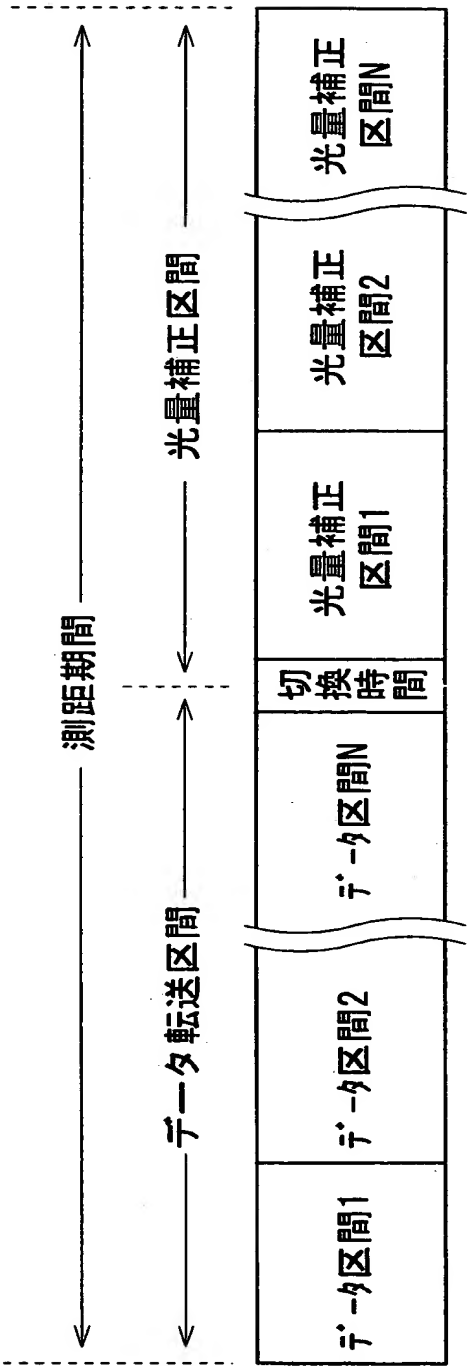 測距期間
データ転送区間
光量補正区間
データ区間1
データ区間2
データ区間N
切換時間
光量補正
区間1
光量補正
区間2
光量補正
区間N